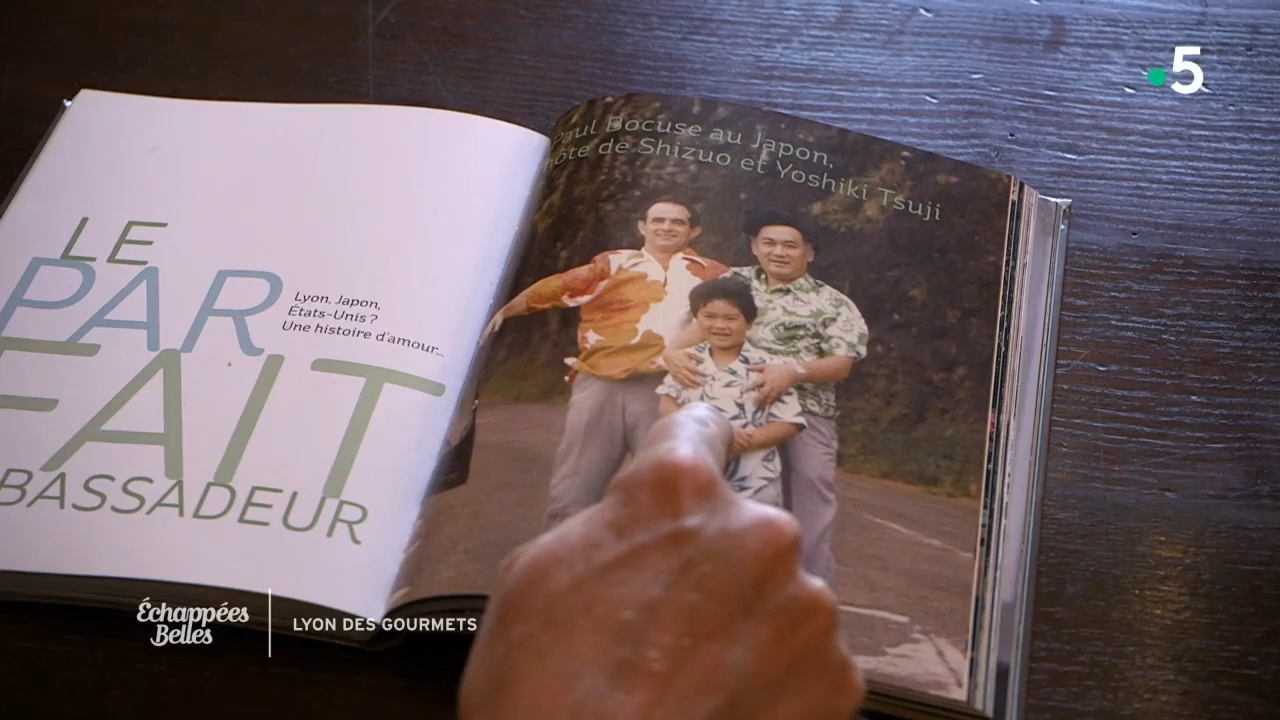 5
Paul Bocuse au Japon,
hôte de Shizuo et Yoshiki Tsuji
LE
PAR
Lyon, Japon,
États-Unis ?
Une histoire d'amour...
FAIT
BASSADEUR
Échappées
Belles
LYON DES GOURMETS